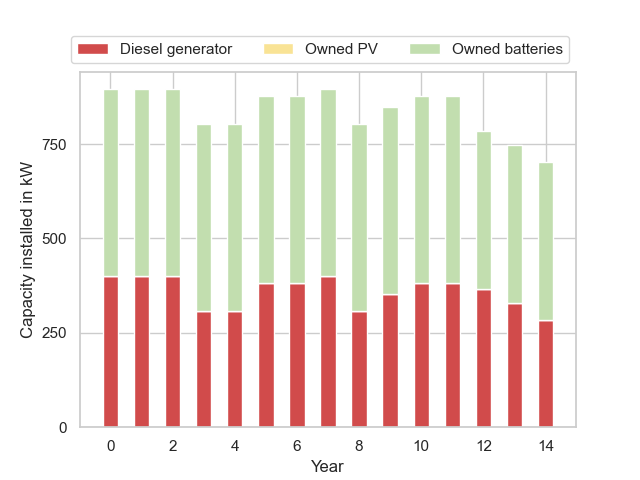 Diesel generator Owned PV Owned batteries
Capacity installed in kW
750
500
250
0
0 2 4 6 8 10 12 14
Year